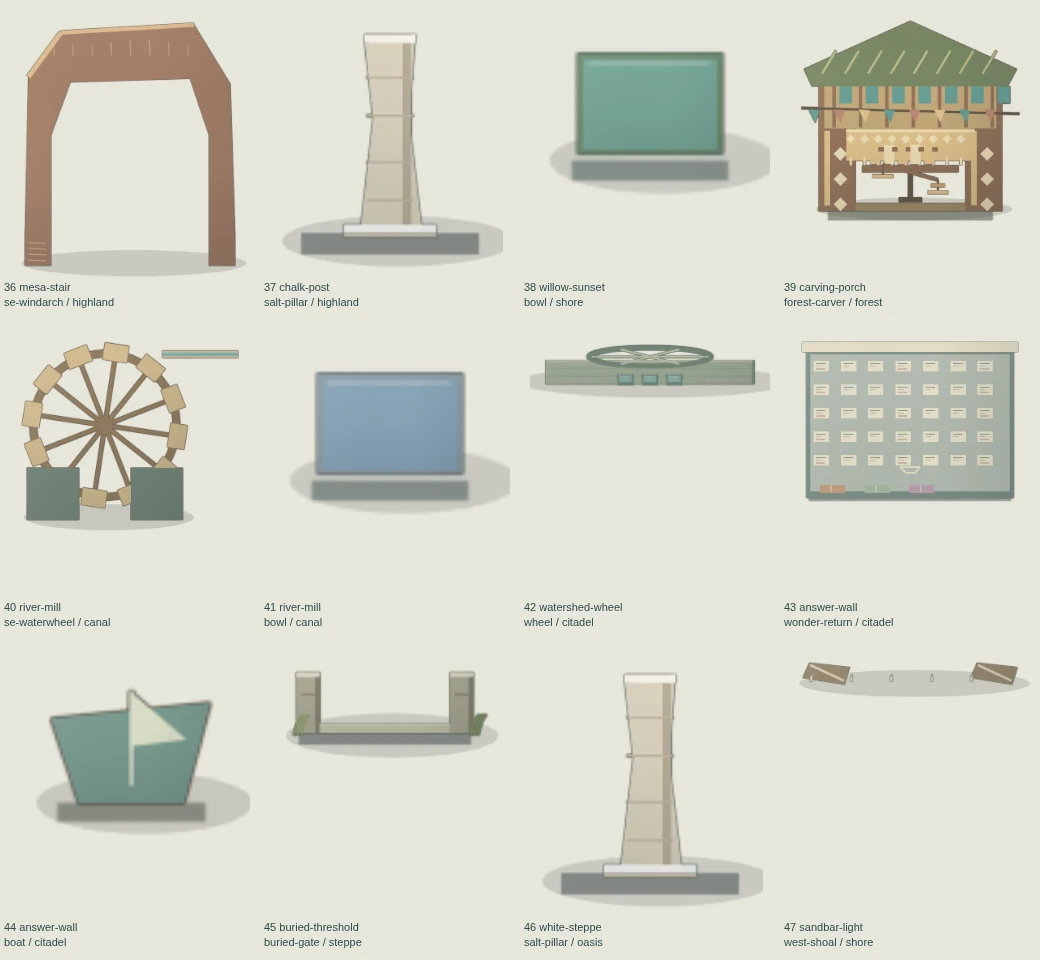 36 mesa-stair
se-windarch / highland
37 chalk-post
salt-pillar / highland
38 willow-sunset
bowl / shore
39 carving-porch
forest-carver / forest
40 river-mill
se-waterwheel / canal
41 river-mill
bowl / canal
42 watershed-wheel
wheel / citadel
43 answer-wall
wonder-return / citadel
44 answer-wall
boat / citadel
45 buried-threshold
buried-gate / steppe
46 white-steppe
salt-pillar / oasis
47 sandbar-light
west-shoal / shore